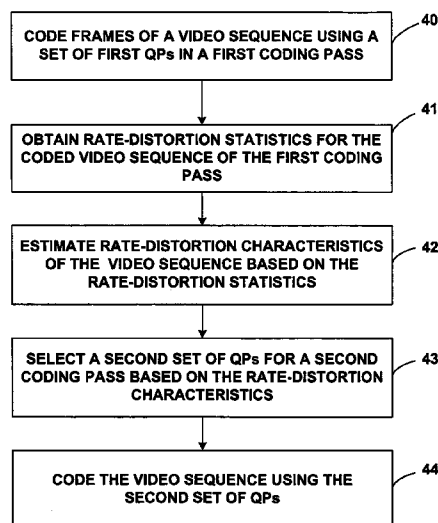 CODE FRAMES OF A VIDEO SEQUENCE USING A
SET OF FIRST QPs IN A FIRST CODING PASS
40
OBTAIN RATE-DISTORTION STATISTICS FOR THE
CODED VIDEO SEQUENCE OF THE FIRST CODING
PASS
41
ESTIMATE RATE-DISTORTION CHARACTERISTICS
OF THE VIDEO SEQUENCE BASED ON THE
RATE-DISTORTION STATISTICS
42
SELECT A SECOND SET OF QPs FOR A SECOND
CODING PASS BASED ON THE RATE-DISTORTION
CHARACTERISTICS
43
CODE THE VIDEO SEQUENCE USING THE
SECOND SET OF QPs
44